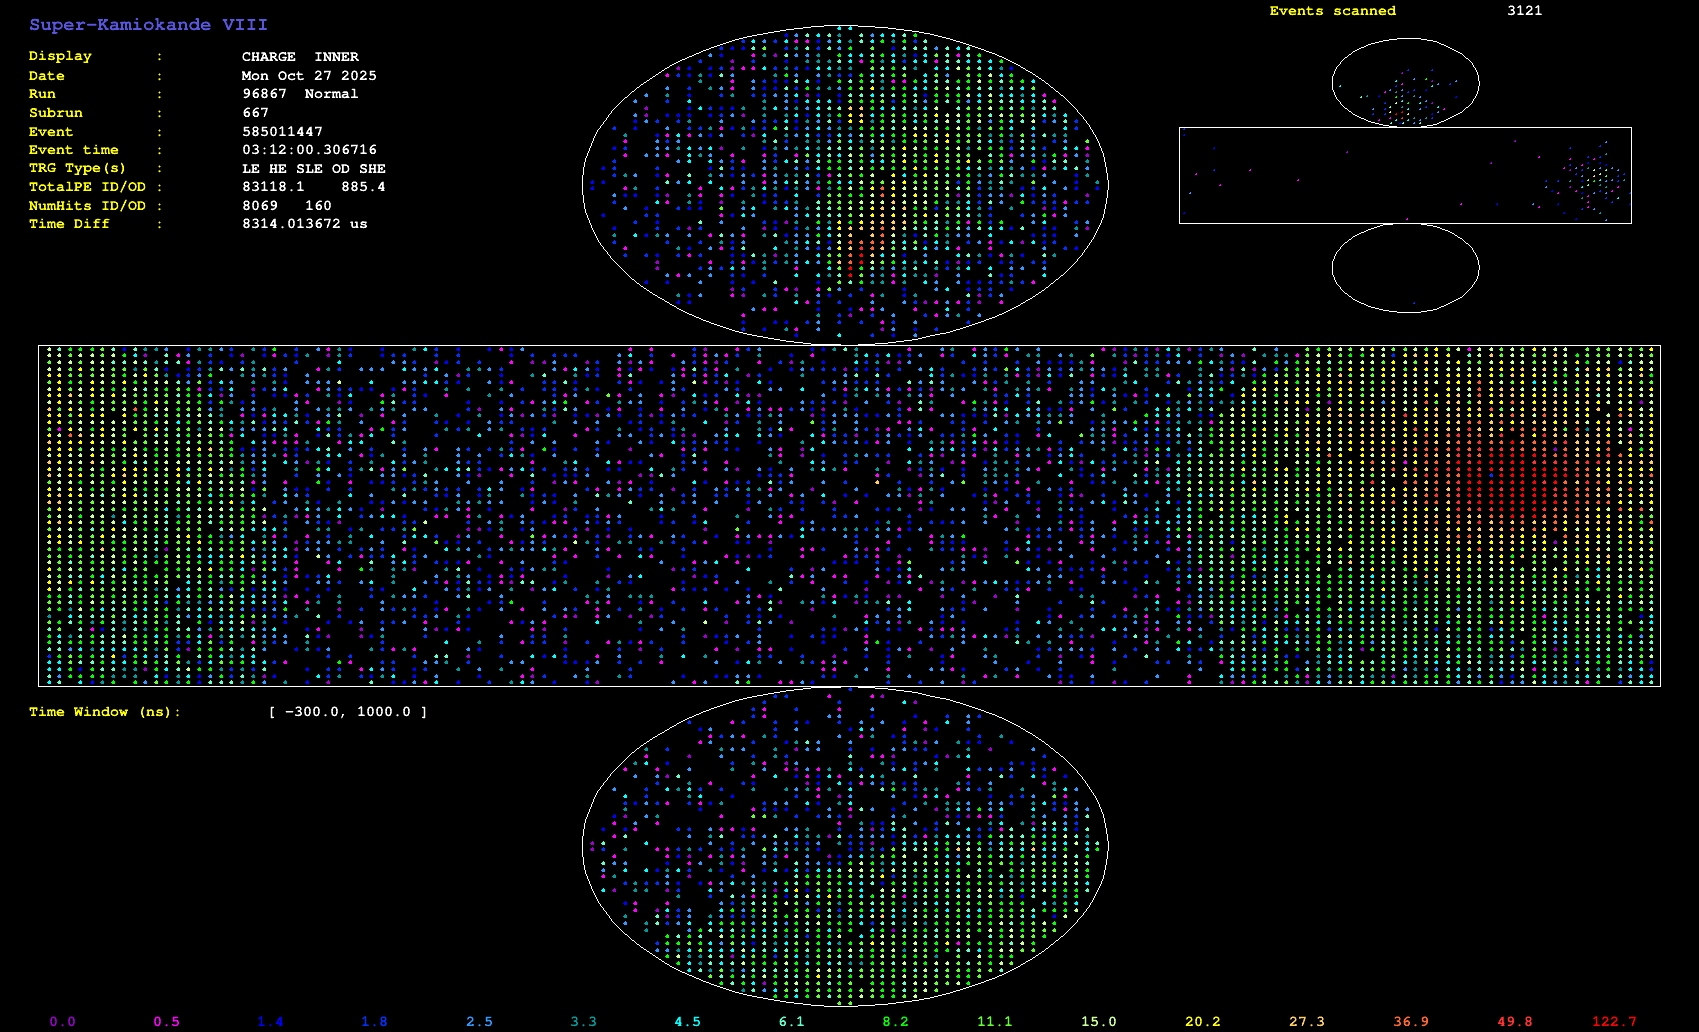 Super-Kamiokande VIII
Events scanned 3121
Display : CHARGE INNER
Date : Mon Oct 27 2025
Run : 96867 Normal
Subrun : 667
Event : 585011447
Event time : 03:12:00.306716
TRG Type(s) : LE HE SLE OD SHE
TotalPE ID/OD : 83118.1 885.4
NumHits ID/OD : 8069 160
Time Diff : 8314.013672 us
Time Window (ns): [ -300.0, 1000.0 ]
0.0 0.5 1.4 1.8 2.5 3.3 4.5 6.1 8.2 11.1 15.0 20.2 27.3 36.9 49.8 122.7